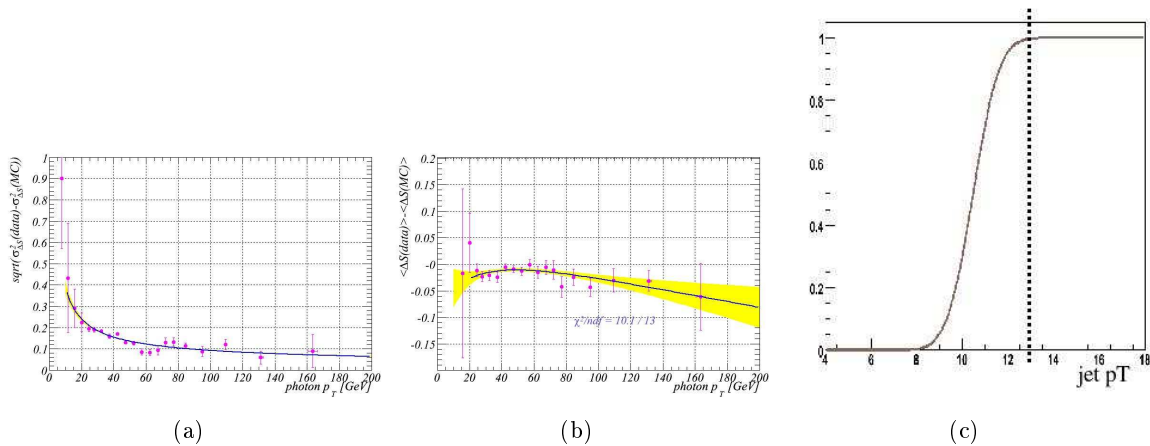 sqrt(σ²ΔS(data)-σ²ΔS(MC))
1
0.9
0.8
0.7
0.6
0.5
0.4
0.3
0.2
0.1
0
0 20 40 60 80 100 120 140 160 180 200
photon pT [GeV]
(a)
<ΔS(data)>-<ΔS(MC)>
0.2
0.15
0.1
0.05
-0
-0.05
-0.1
-0.15
χ²/ndf = 10.1 / 13
0 20 40 60 80 100 120 140 160 180 200
photon pT [GeV]
(b)
1
0.8
0.6
0.4
0.2
0
4 6 8 10 12 14 16 18
jet pT
(c)